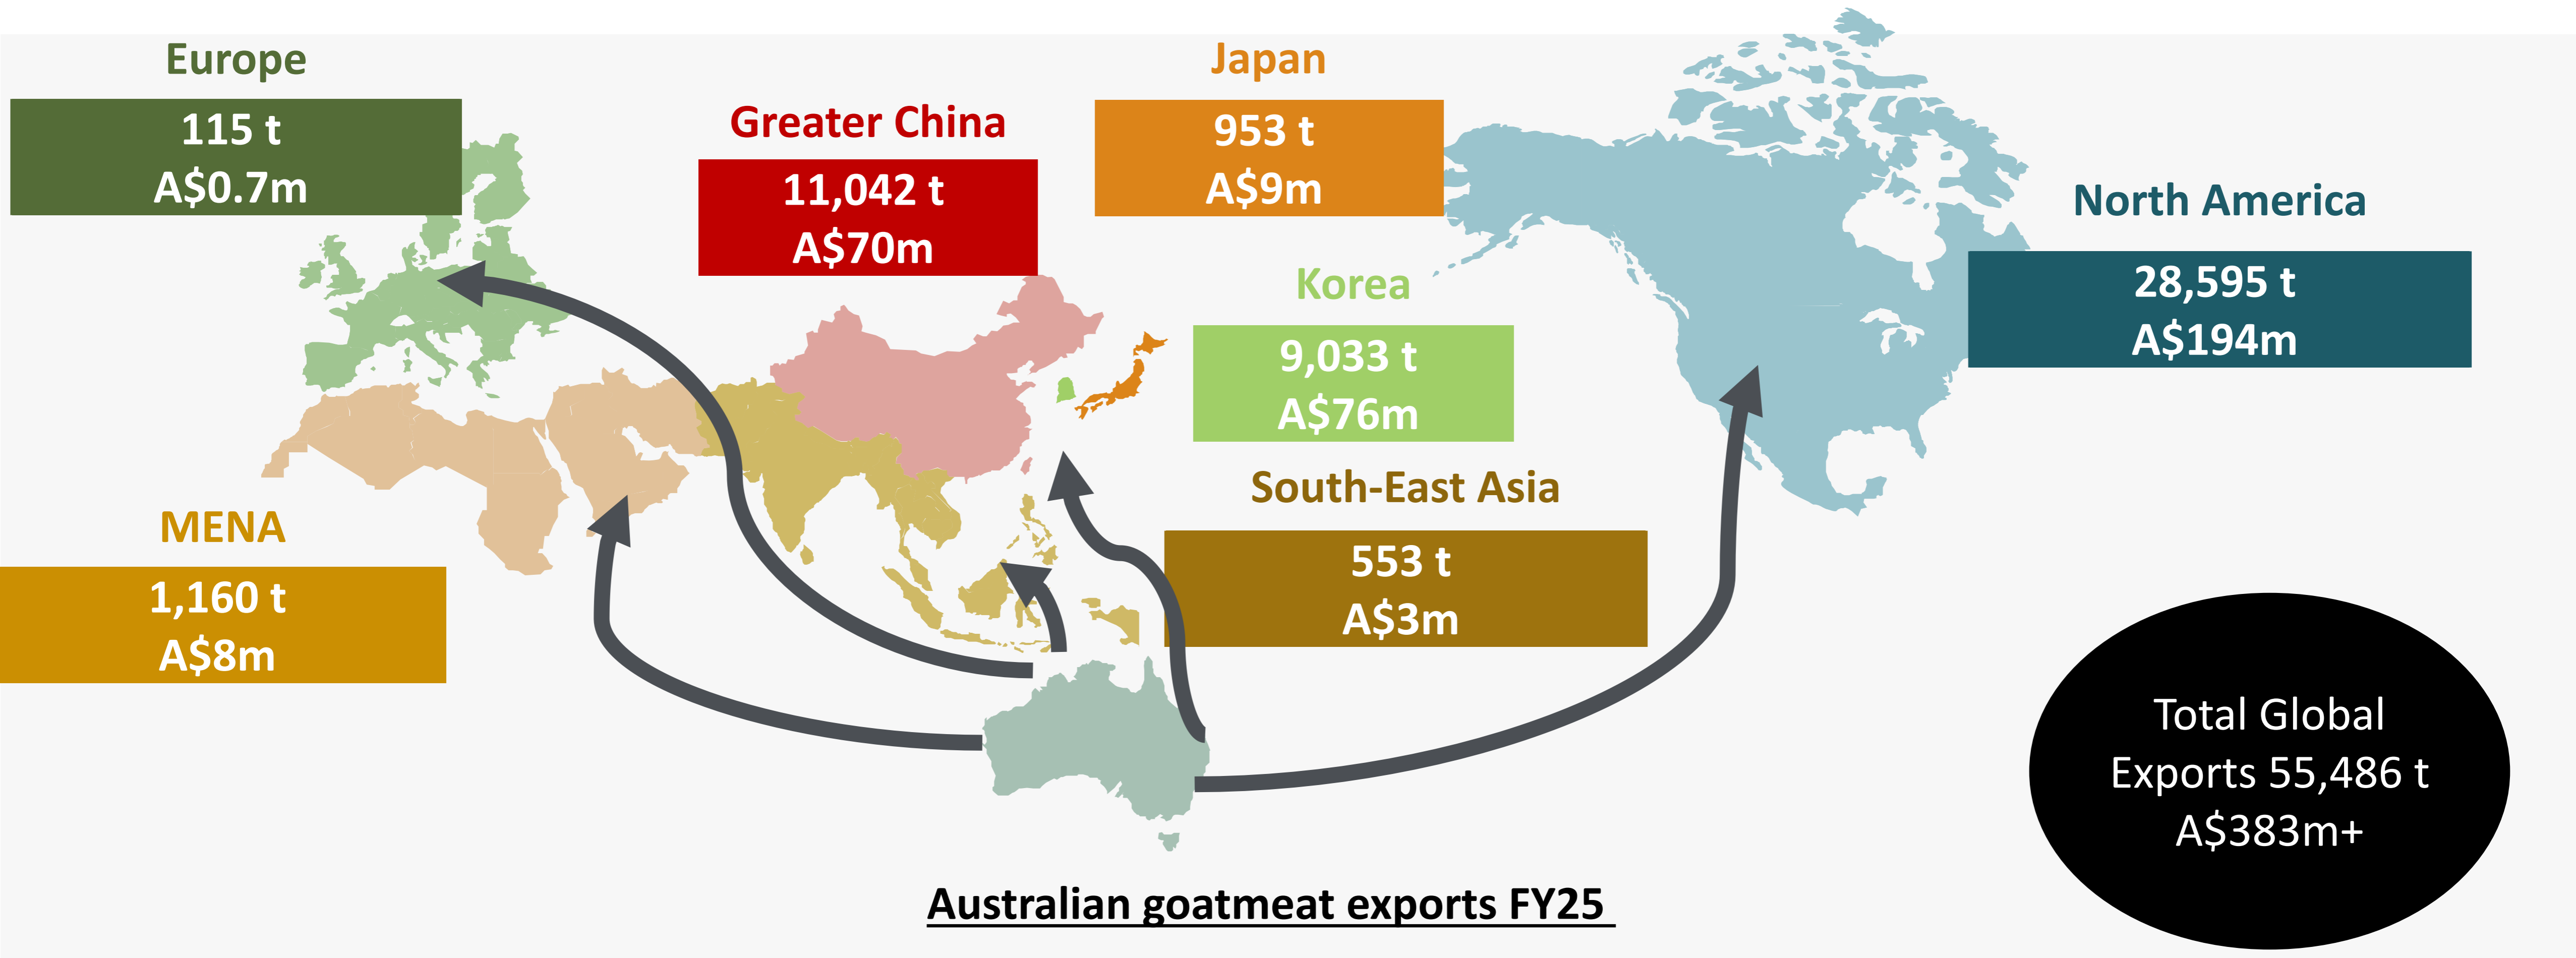 Europe
115 t
A$0.7m
Greater China
11,042 t
A$70m
Japan
953 t
A$9m
North America
28,595 t
A$194m
Korea
9,033 t
A$76m
South-East Asia
553 t
A$3m
MENA
1,160 t
A$8m
Total Global
Exports 55,486 t
A$383m+
Australian goatmeat exports FY25